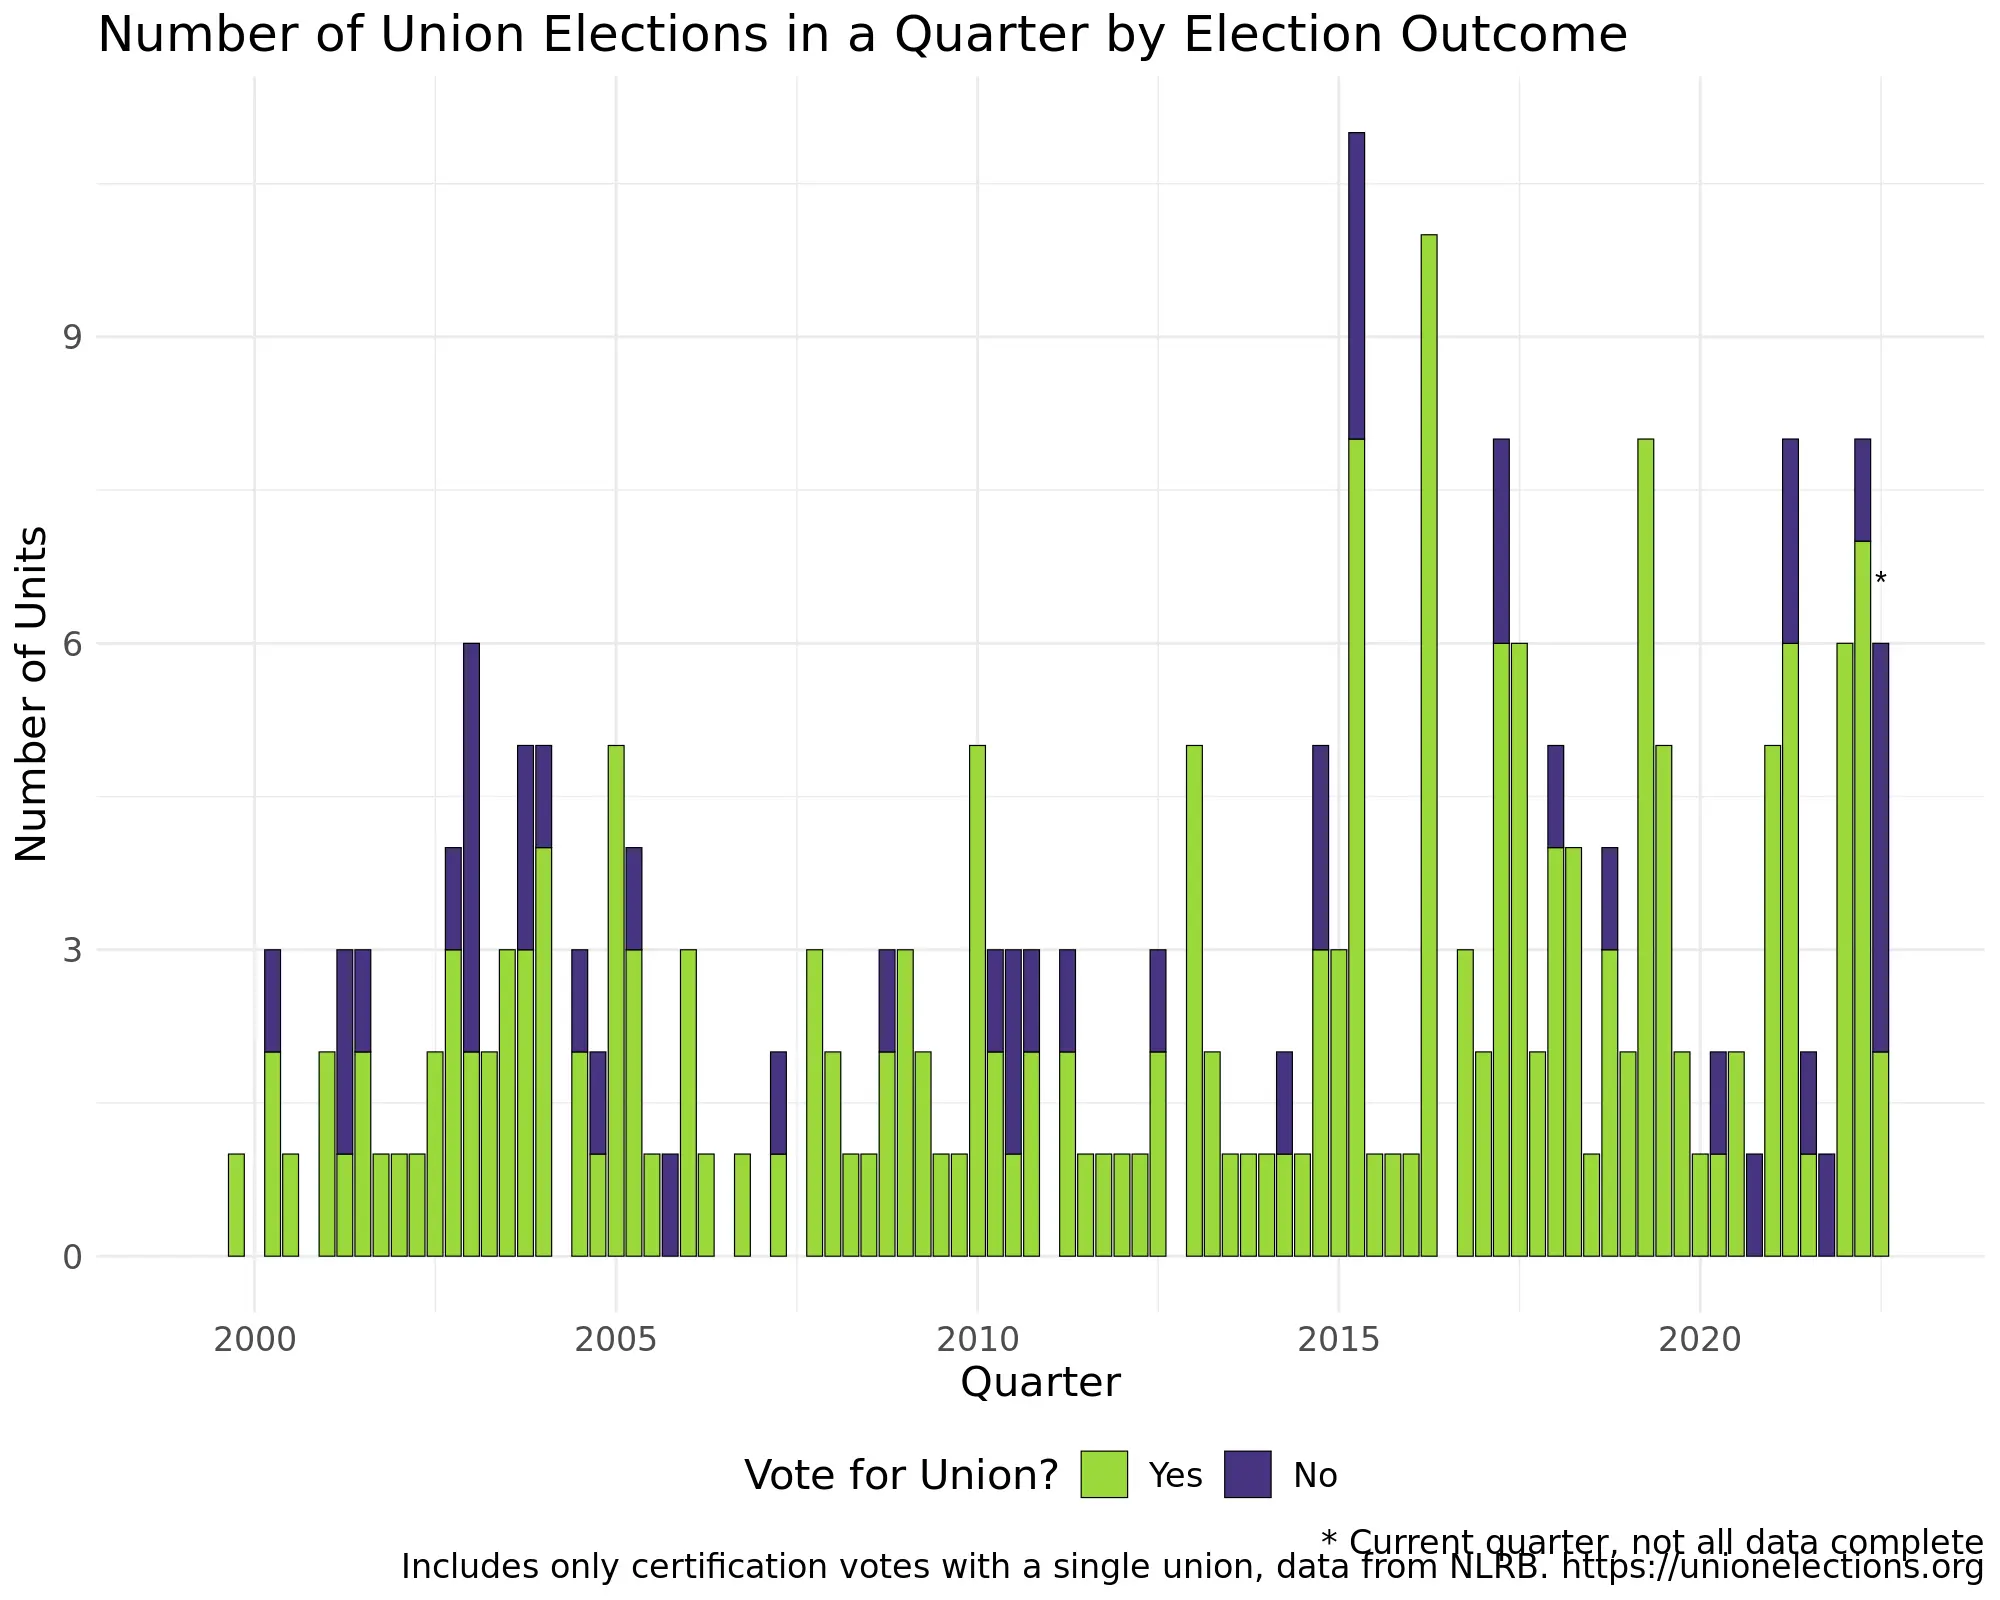 Number of Union Elections in a Quarter by Election Outcome
Number of Units
9
6
3
0
*
2000 2005 2010 2015 2020
Quarter
Vote for Union? Yes No
* Current quarter, not all data complete
Includes only certification votes with a single union, data from NLRB. https://unionelections.org